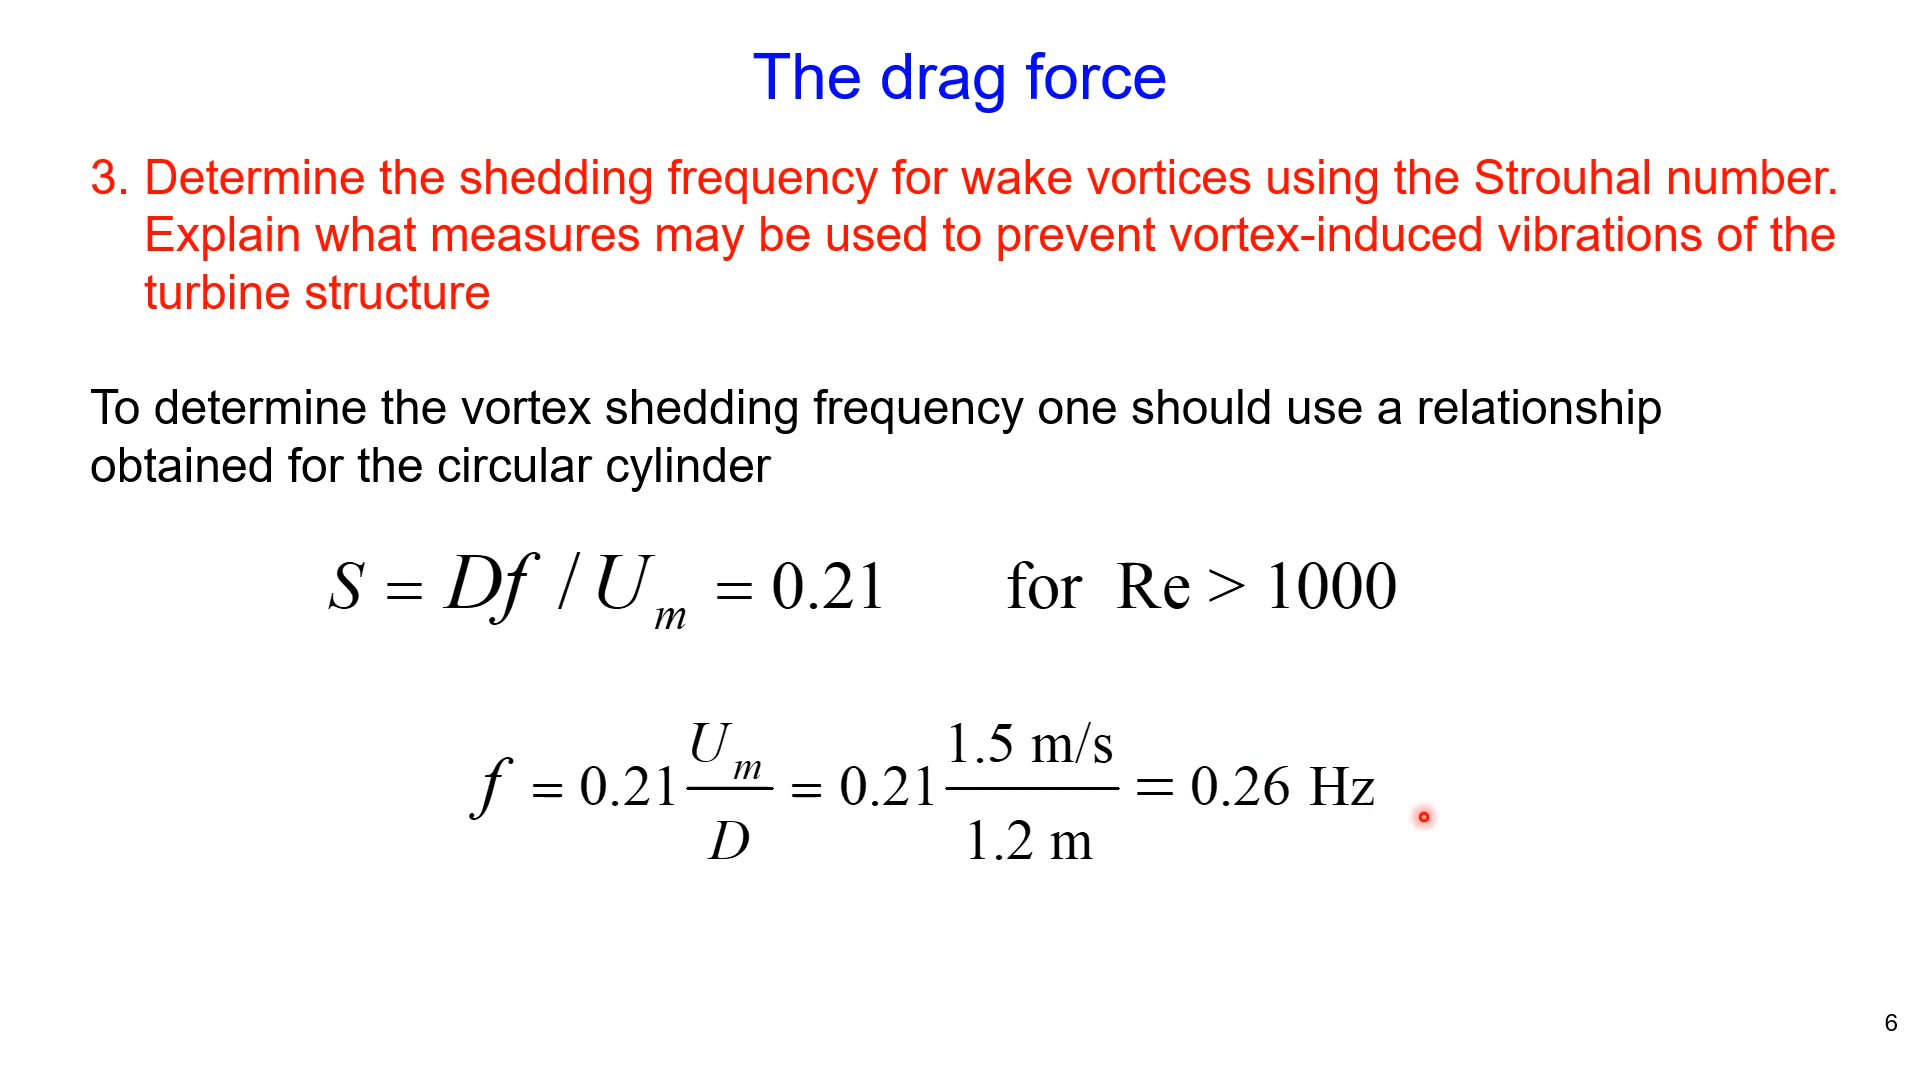 The drag force
3. Determine the shedding frequency for wake vortices using the Strouhal number.
Explain what measures may be used to prevent vortex-induced vibrations of the
turbine structure
To determine the vortex shedding frequency one should use a relationship
obtained for the circular cylinder
S = Df / U_m = 0.21 for Re > 1000
f = 0.21 U_m / D = 0.21 1.5 m/s / 1.2 m = 0.26 Hz
6